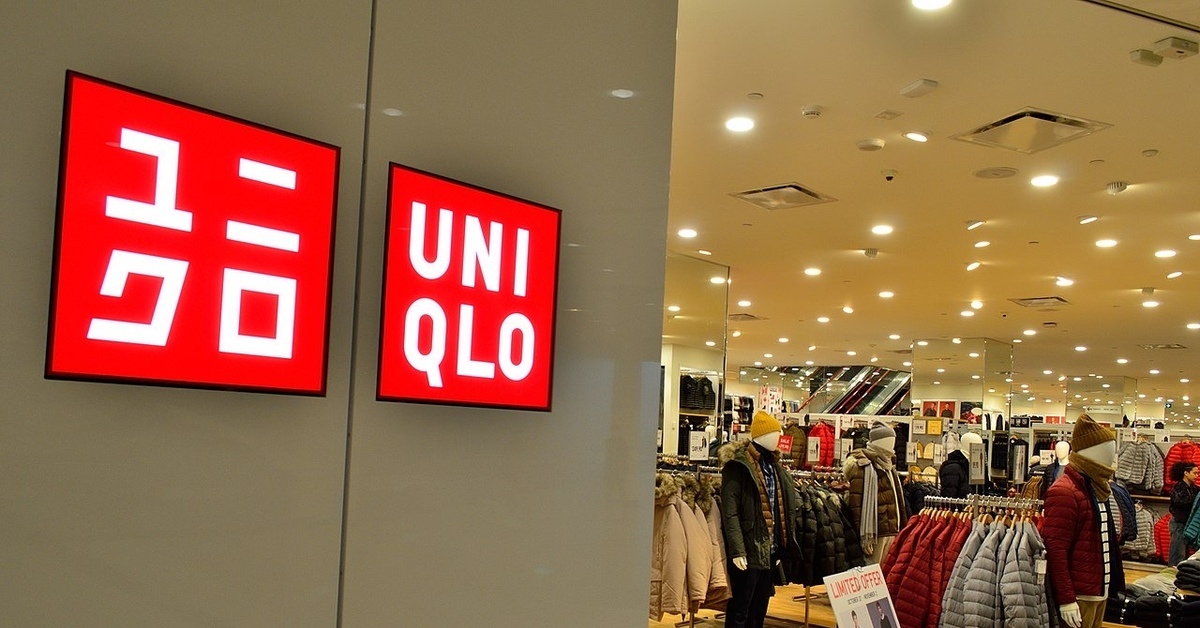 ユニ
クロ
UNI
QLO
LIMITED OFFER